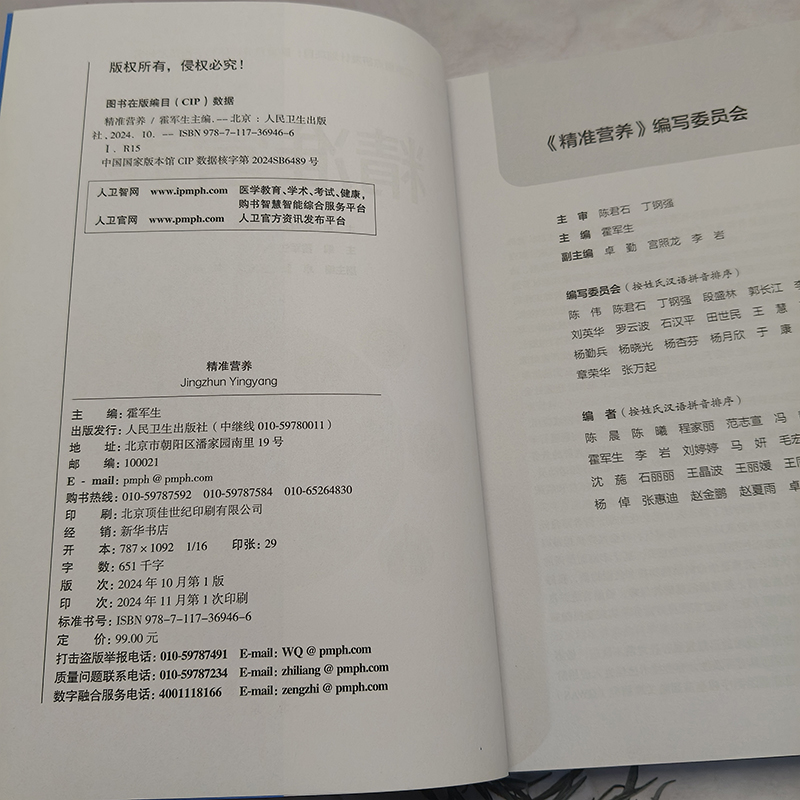 版权所有，侵权必究！
图书在版编目（CIP）数据
精准营养 / 霍军生主编. -- 北京：人民卫生出版
社，2024. 10. -- ISBN 978-7-117-36946-6
Ⅰ. R15
中国国家版本馆 CIP 数据核字第 2024SB6489 号
人卫智网 www.ipmph.com 医学教育、学术、考试、健康，
购书智慧智能综合服务平台
人卫官网 www.pmph.com 人卫官方资讯发布平台
精准营养
Jingzhun Yingyang
主 编：霍军生
出版发行：人民卫生出版社（中继线 010-59780011）
地 址：北京市朝阳区潘家园南里 19 号
邮 编：100021
E - mail：pmph @ pmph.com
购书热线：010-59787592 010-59787584 010-65264830
印 刷：北京顶佳世纪印刷有限公司
经 销：新华书店
开 本：787×1092 1/16 印张：29
字 数：651 千字
版 次：2024 年 10 月第 1 版
印 次：2024 年 11 月第 1 次印刷
标准书号：ISBN 978-7-117-36946-6
定 价：99.00 元
打击盗版举报电话：010-59787491 E-mail：WQ @ pmph.com
质量问题联系电话：010-59787234 E-mail：zhiliang @ pmph.com
数字融合服务电话：4001118166 E-mail：zengzhi @ pmph.com
《精准营养》编写委员会
主 审 陈君石 丁钢强
主 编 霍军生
副主编 卓 勤 宫照龙 李 岩
编写委员会（按姓氏汉语拼音排序）
陈 伟 陈君石 丁钢强 段盛林 郭长江
刘英华 罗云波 石汉平 田世民 王 慧
杨勤兵 杨晓光 杨杏芬 杨月欣 于 康
章荣华 张万起
编 者（按姓氏汉语拼音排序）
陈 晨 陈 曦 程家丽 范志宣 冯
霍军生 李 岩 刘婷婷 马 妍 毛宏
沈 葹 石丽丽 王晶波 王丽媛
杨 倬 张惠迪 赵金鹏 赵夏雨 卓